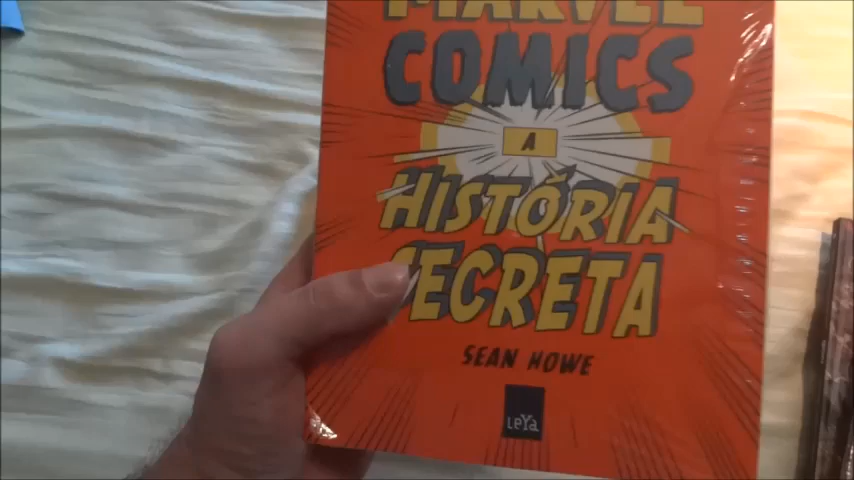 MARVEL
COMICS
A
HISTÓRIA
SECRETA
SEAN HOWE
LeYa